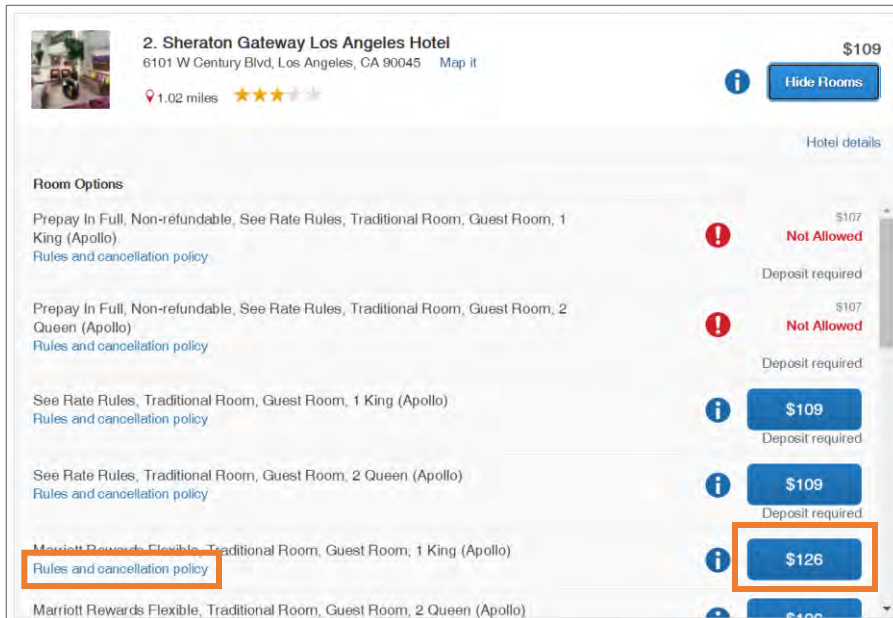 2. Sheraton Gateway Los Angeles Hotel
$109
6101 W Century Blvd, Los Angeles, CA 90045 Map it
Hide Rooms
1.02 miles
Hotel details
Room Options
Prepay In Full, Non-refundable, See Rate Rules, Traditional Room, Guest Room, 1
King (Apollo)
$107
Not Allowed
Rules and cancellation policy
Deposit required
Prepay In Full, Non-refundable, See Rate Rules, Traditional Room, Guest Room, 2
Queen (Apollo)
$107
Not Allowed
Rules and cancellation policy
Deposit required
See Rate Rules, Traditional Room, Guest Room, 1 King (Apollo)
$109
Rules and cancellation policy
Deposit required
See Rate Rules, Traditional Room, Guest Room, 2 Queen (Apollo)
$109
Rules and cancellation policy
Deposit required
Marriott Rewards Flexible, Traditional Room, Guest Room, 1 King (Apollo)
$126
Rules and cancellation policy
Marriott Rewards Flexible, Traditional Room, Guest Room, 2 Queen (Apollo)